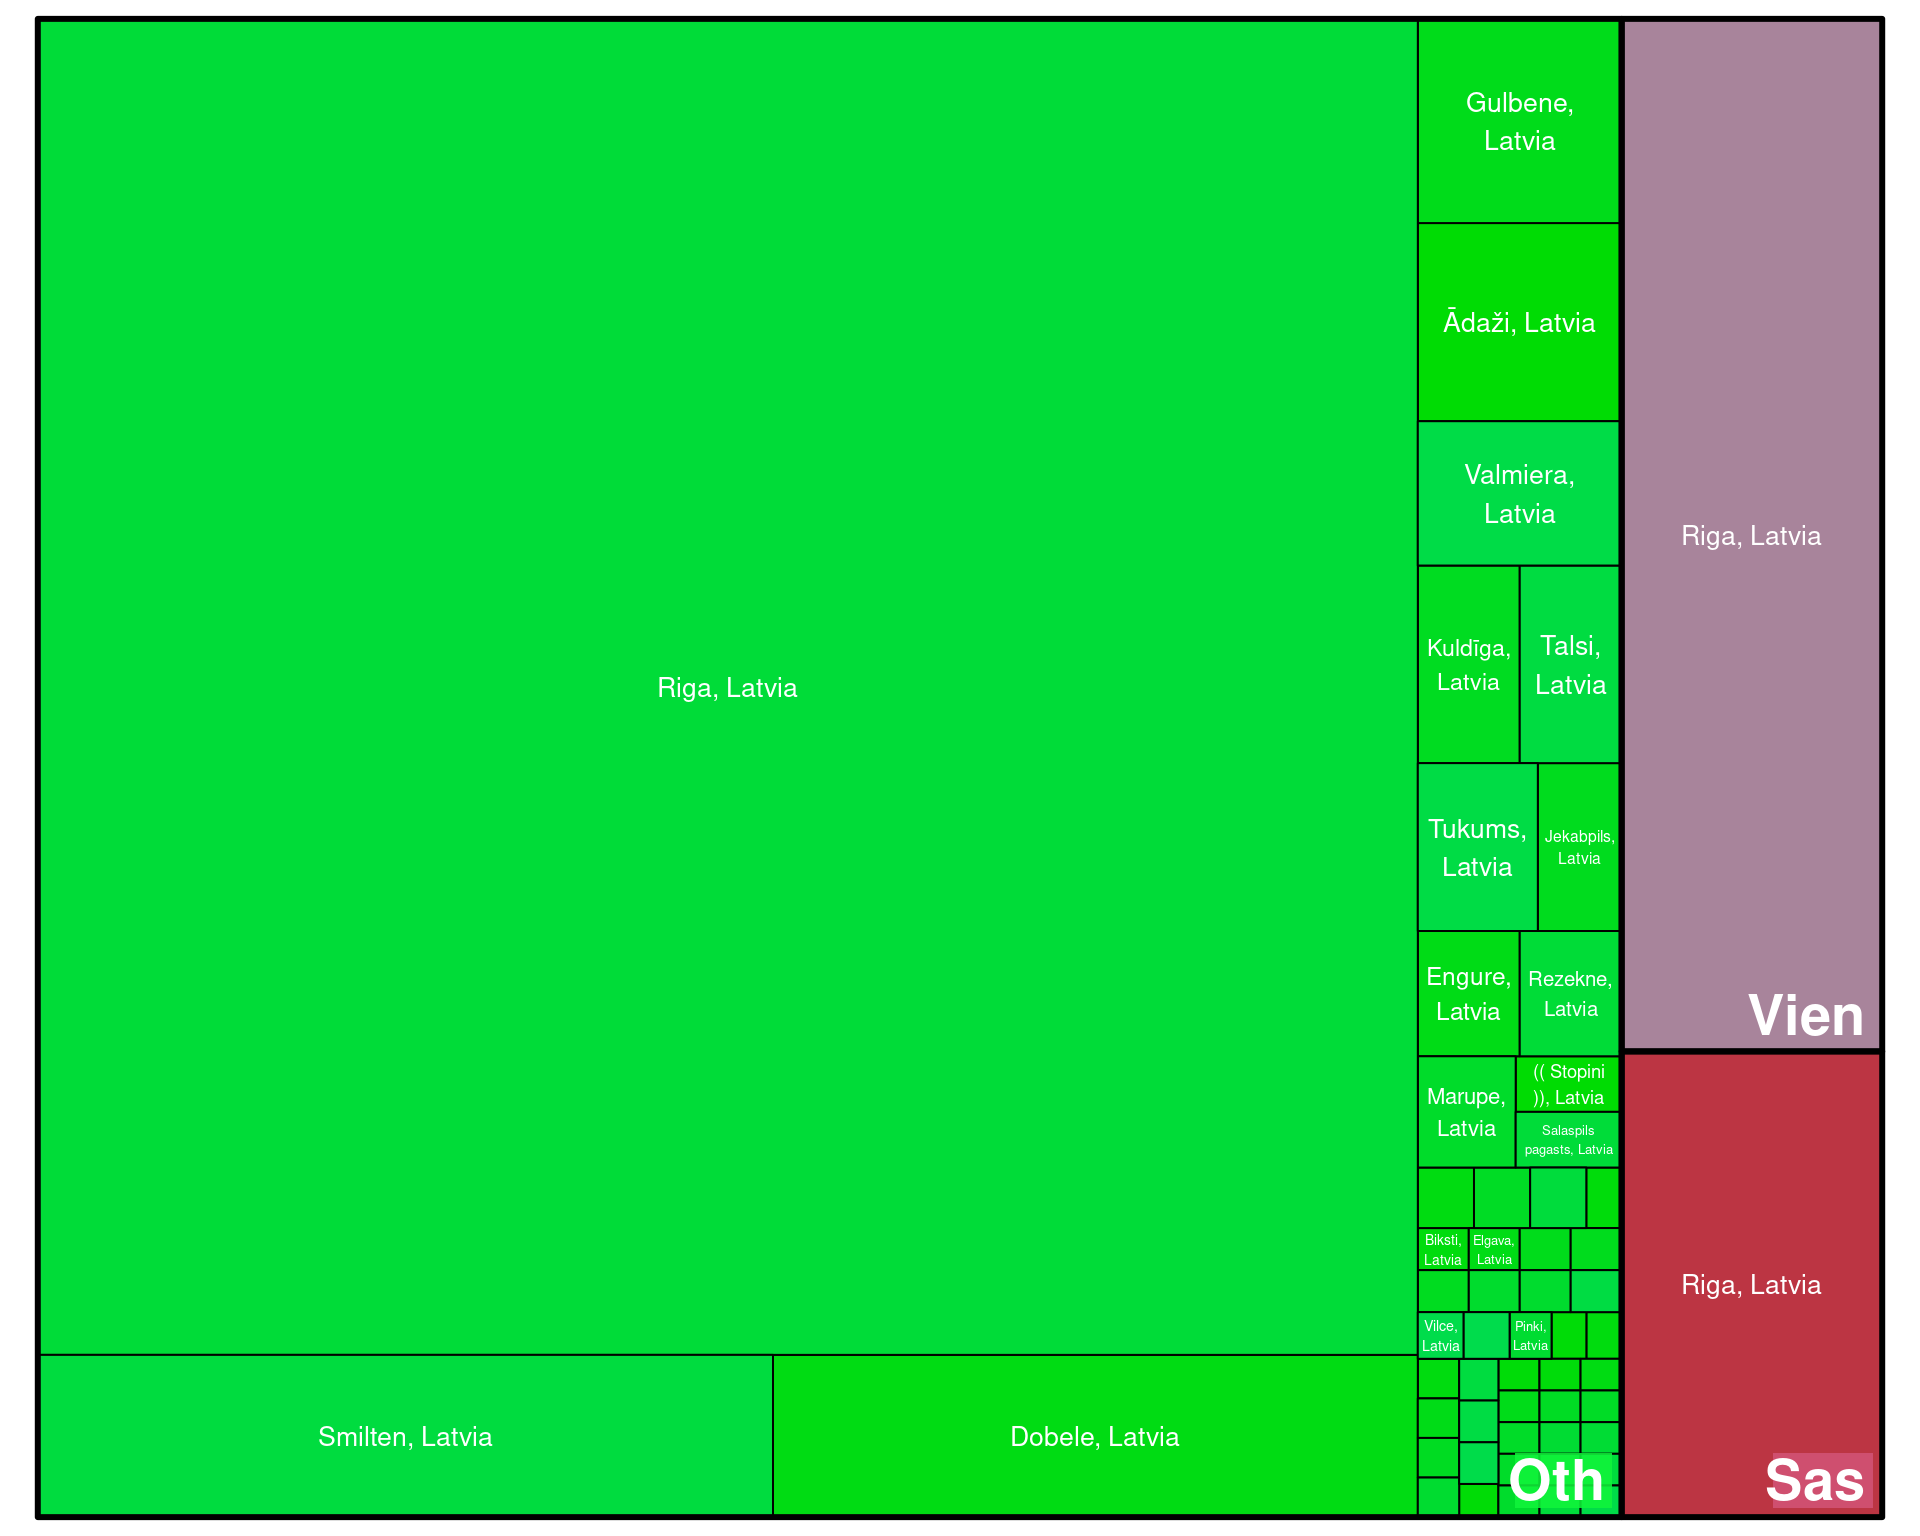 Riga, Latvia
Smilten, Latvia
Dobele, Latvia
Gulbene,
Latvia
Ādaži, Latvia
Valmiera,
Latvia
Kuldīga,
Latvia
Talsi,
Latvia
Tukums,
Latvia
Jekabpils,
Latvia
Engure,
Latvia
Rezekne,
Latvia
Marupe,
Latvia
(( Stopini
)), Latvia
Salaspils
pagasts, Latvia
Biksti,
Latvia
Elgava,
Latvia
Vilce,
Latvia
Pinki,
Latvia
Oth
Riga, Latvia
Vien
Riga, Latvia
Sas